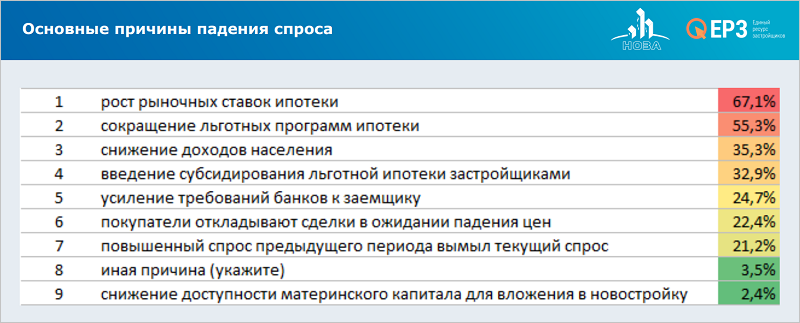 Основные причины падения спроса
НОВА
ЕРЗ Единый ресурс застройщиков
1 рост рыночных ставок ипотеки 67,1%
2 сокращение льготных программ ипотеки 55,3%
3 снижение доходов населения 35,3%
4 введение субсидирования льготной ипотеки застройщиками 32,9%
5 усиление требований банков к заемщику 24,7%
6 покупатели откладывают сделки в ожидании падения цен 22,4%
7 повышенный спрос предыдущего периода вымыл текущий спрос 21,2%
8 иная причина (укажите) 3,5%
9 снижение доступности материнского капитала для вложения в новостройку 2,4%